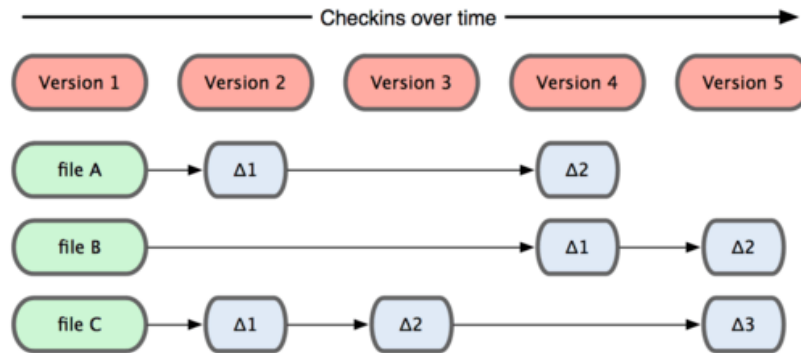 Checkins over time
Version 1 Version 2 Version 3 Version 4 Version 5
file A Δ1 Δ2
file B Δ1 Δ2
file C Δ1 Δ2 Δ3